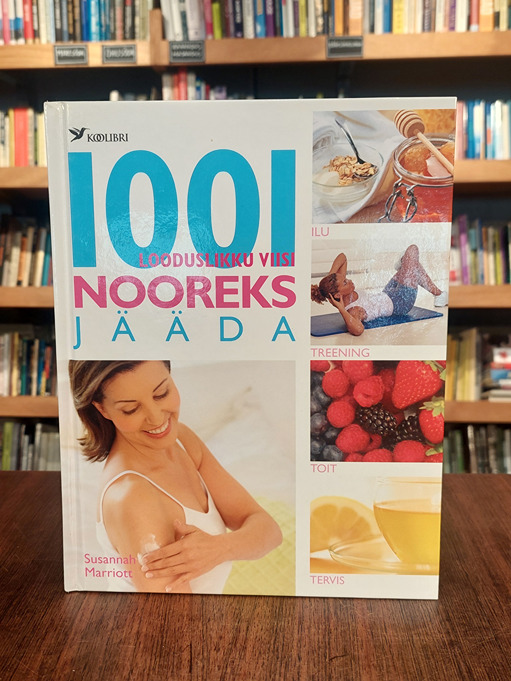 KOOLIBRI
1001
LOODUSLIKKU VIISI
NOOREKS
JÄÄDA
Susannah
Marriott
ILU
TREENING
TOIT
TERVIS